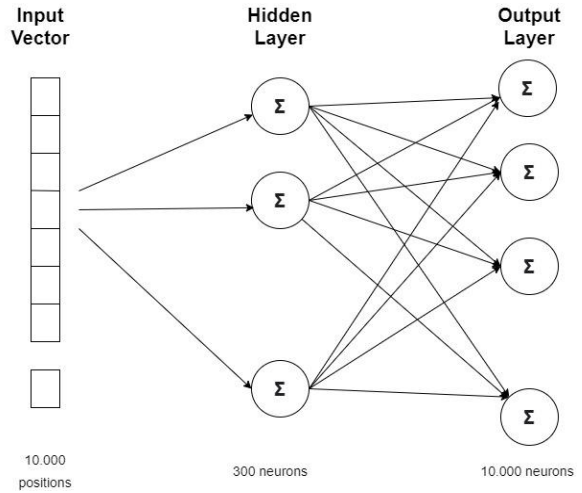 Input
Vector
Hidden
Layer
Output
Layer
Σ
Σ
Σ
Σ
Σ
Σ
Σ
10.000
positions
300 neurons
10.000 neurons